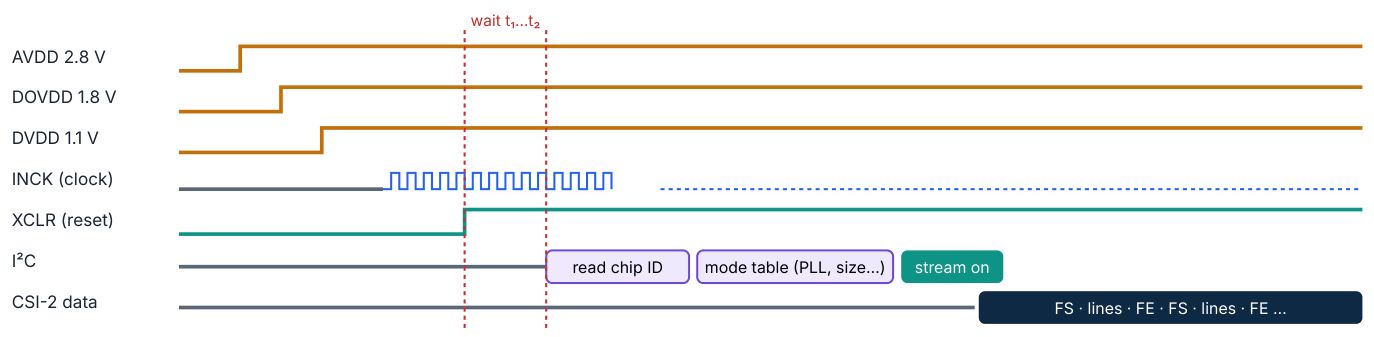 wait t₁...t₂
AVDD 2.8 V
DOVDD 1.8 V
DVDD 1.1 V
INCK (clock)
XCLR (reset)
I²C
read chip ID
mode table (PLL, size...)
stream on
CSI-2 data
FS · lines · FE · FS · lines · FE ...